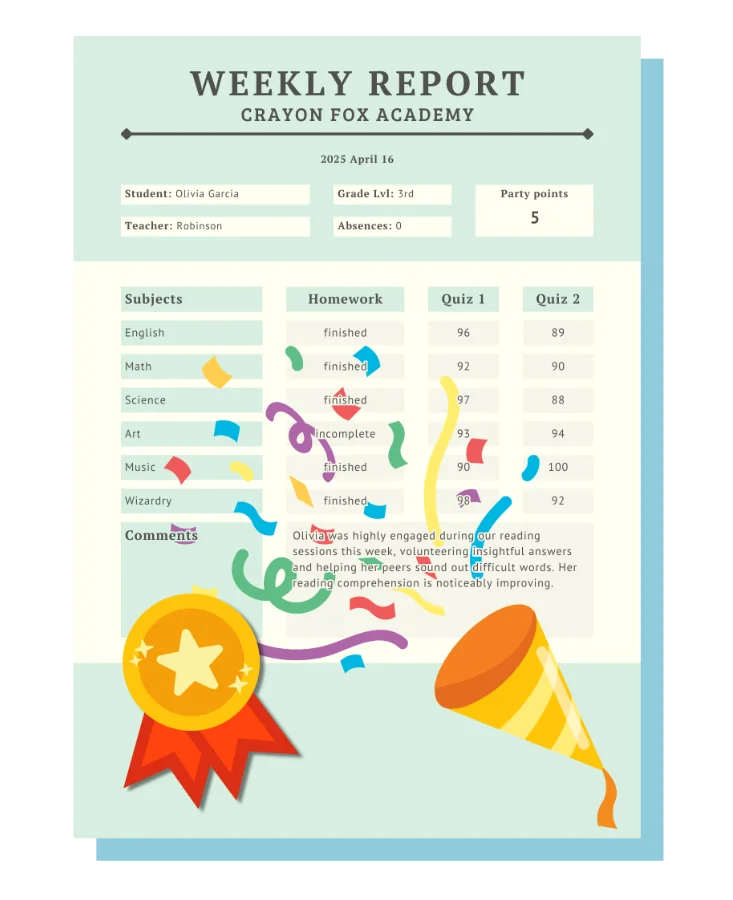 WEEKLY REPORT
CRAYON FOX ACADEMY
2025 April 16
Student: Olivia Garcia
Grade Lvl: 3rd
Party points
5
Teacher: Robinson
Absences: 0
Subjects Homework Quiz 1 Quiz 2
English finished 96 89
Math finished 92 90
Science finished 97 88
Art incomplete 93 94
Music finished 90 100
Wizardry finished 98 92
Comments
Olivia was highly engaged during our reading
sessions this week, volunteering insightful answers
and helping her peers sound out difficult words. Her
reading comprehension is noticeably improving.